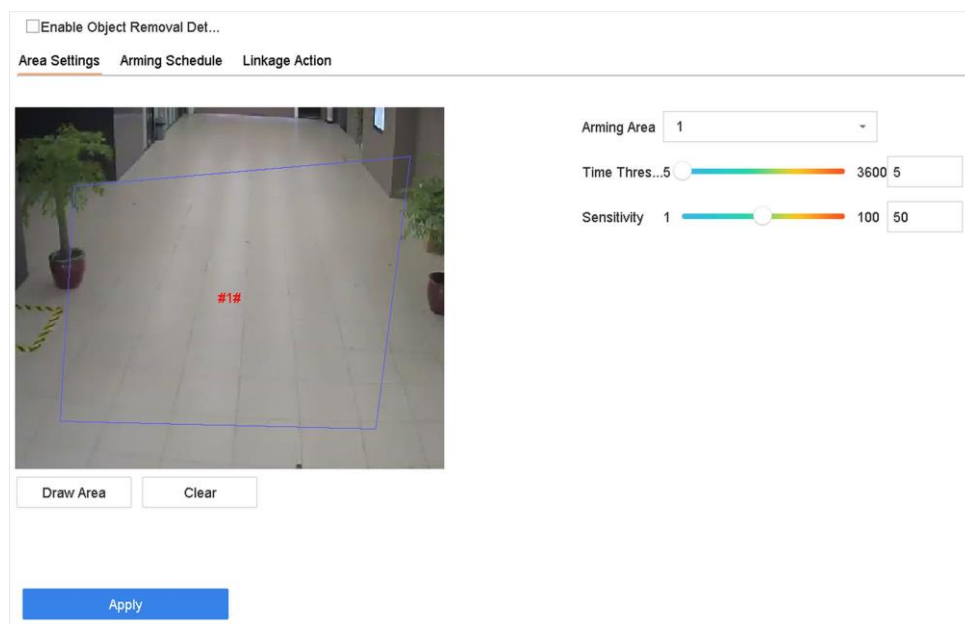 Enable Object Removal Det...
Area Settings Arming Schedule Linkage Action
Arming Area 1
Time Thres...5 3600 5
Sensitivity 1 100 50
#1#
Draw Area Clear
Apply